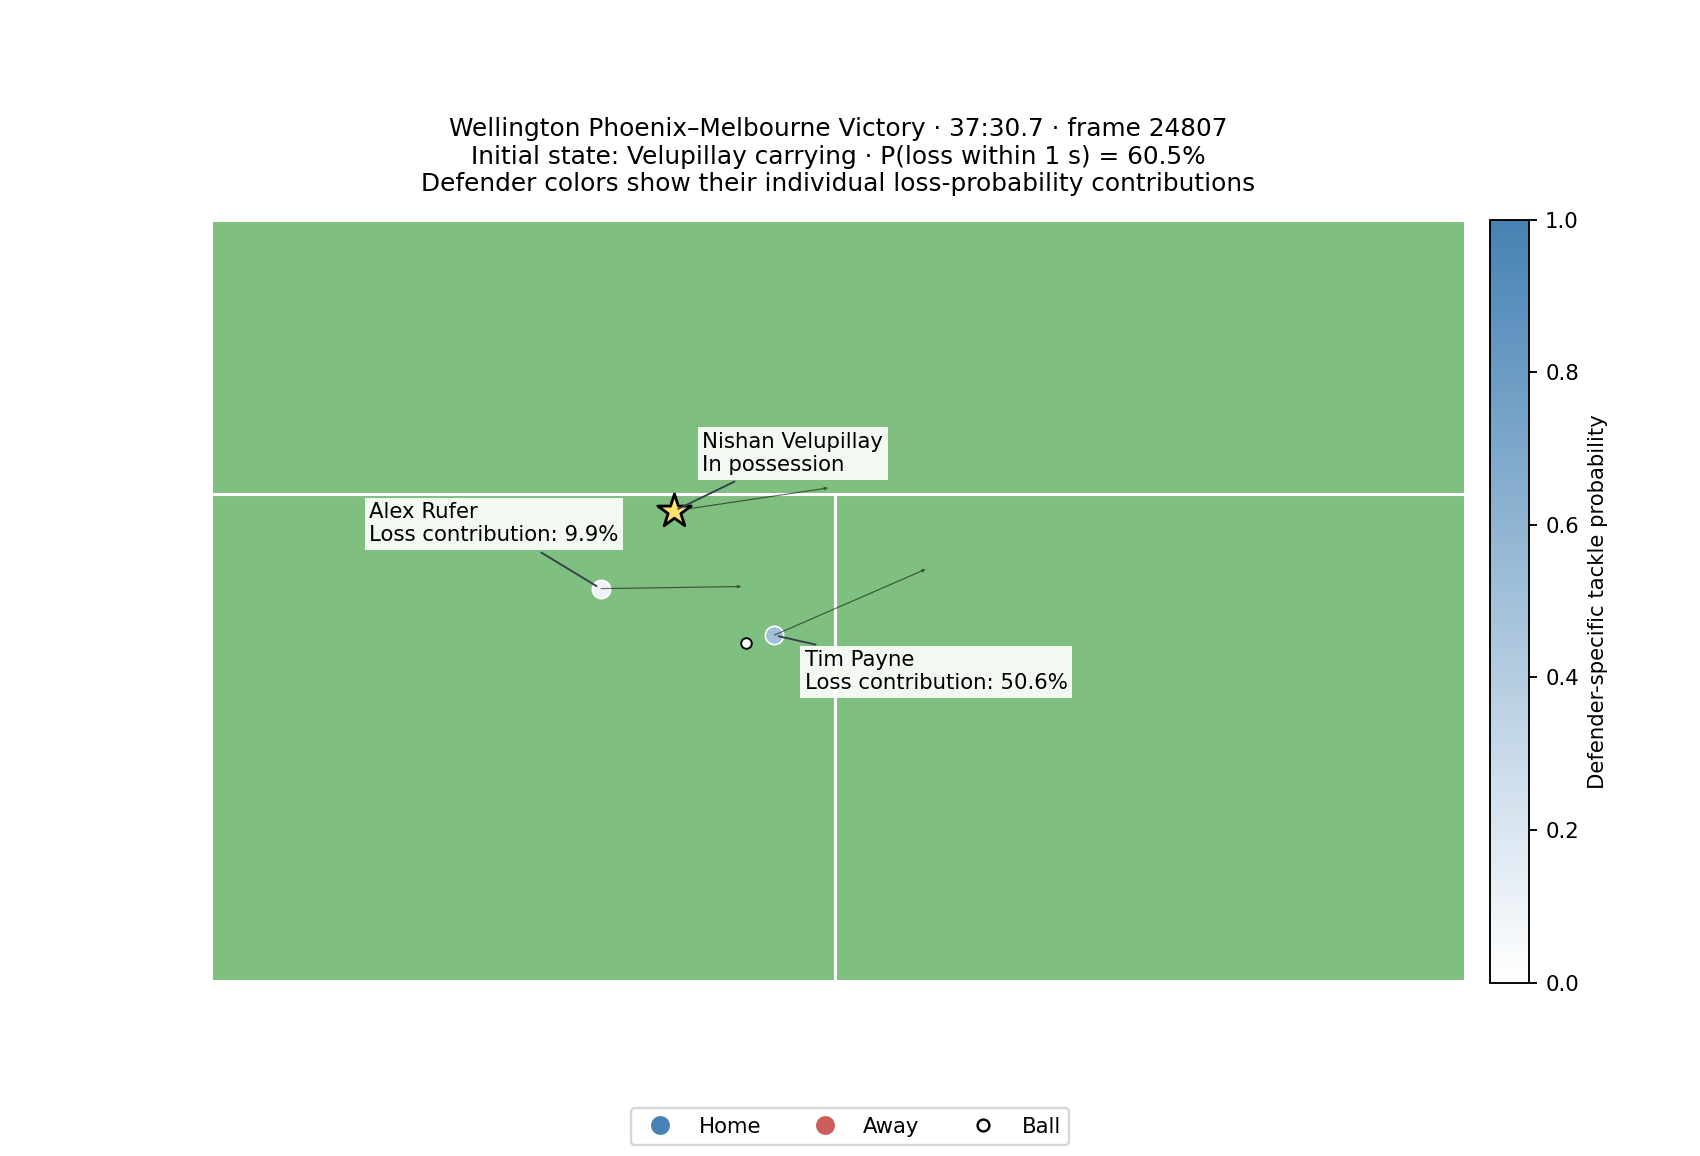 Wellington Phoenix–Melbourne Victory · 37:30.7 · frame 24807
Initial state: Velupillay carrying · P(loss within 1 s) = 60.5%
Defender colors show their individual loss-probability contributions
Nishan Velupillay
In possession
Alex Rufer
Loss contribution: 9.9%
Tim Payne
Loss contribution: 50.6%
1.0
0.8
0.6
0.4
0.2
0.0
Defender-specific tackle probability
Home
Away
Ball